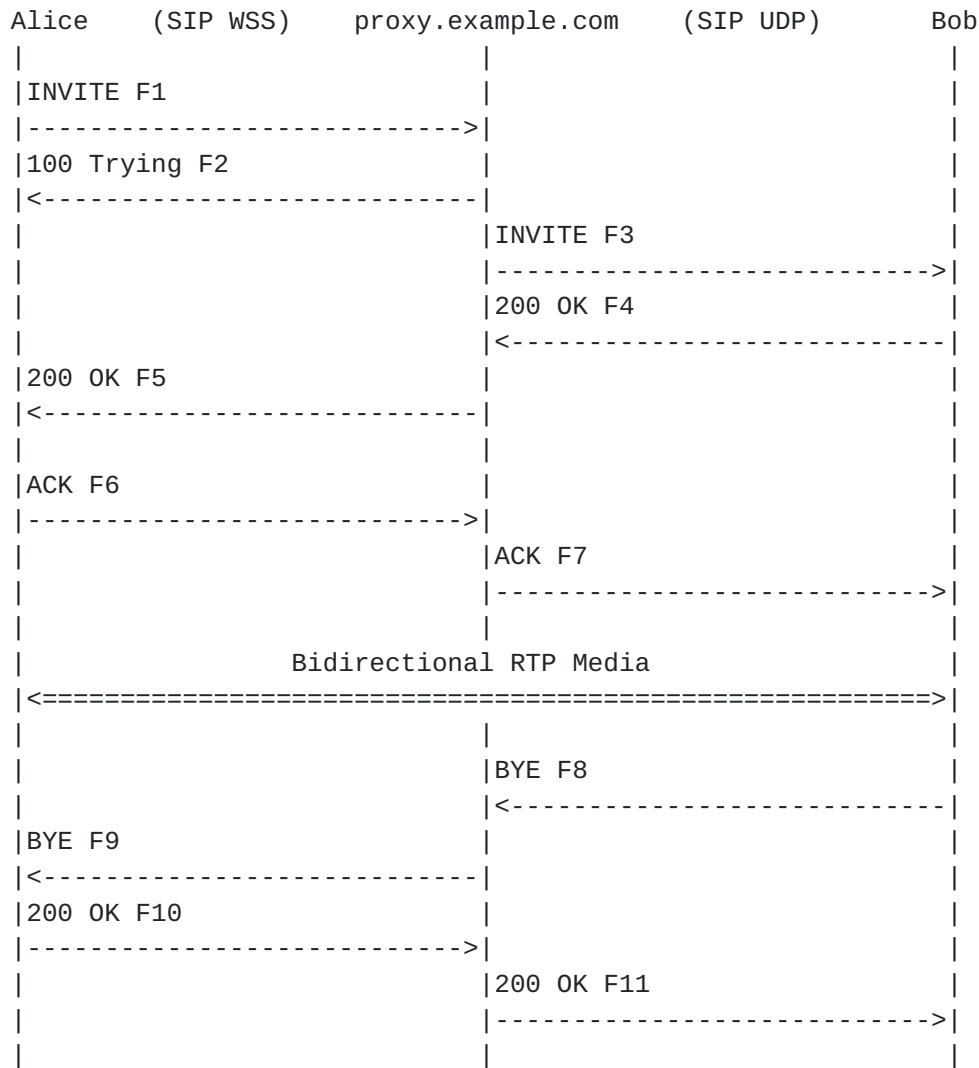 Alice    (SIP WSS)    proxy.example.com    (SIP UDP)       Bob
|                             |                             |
|INVITE F1                    |                             |
|---------------------------->|                             |
|100 Trying F2                |                             |
|<----------------------------|                             |
|                             |INVITE F3                    |
|                             |---------------------------->|
|                             |200 OK F4                    |
|                             |<----------------------------|
|200 OK F5                    |                             |
|<----------------------------|                             |
|                             |                             |
|ACK F6                       |                             |
|---------------------------->|                             |
|                             |ACK F7                       |
|                             |---------------------------->|
|                             |                             |
|                 Bidirectional RTP Media                   |
|<=========================================================>|
|                             |                             |
|                             |BYE F8                       |
|                             |<----------------------------|
|BYE F9                       |                             |
|<----------------------------|                             |
|200 OK F10                   |                             |
|---------------------------->|                             |
|                             |200 OK F11                   |
|                             |---------------------------->|
|                             |                             |